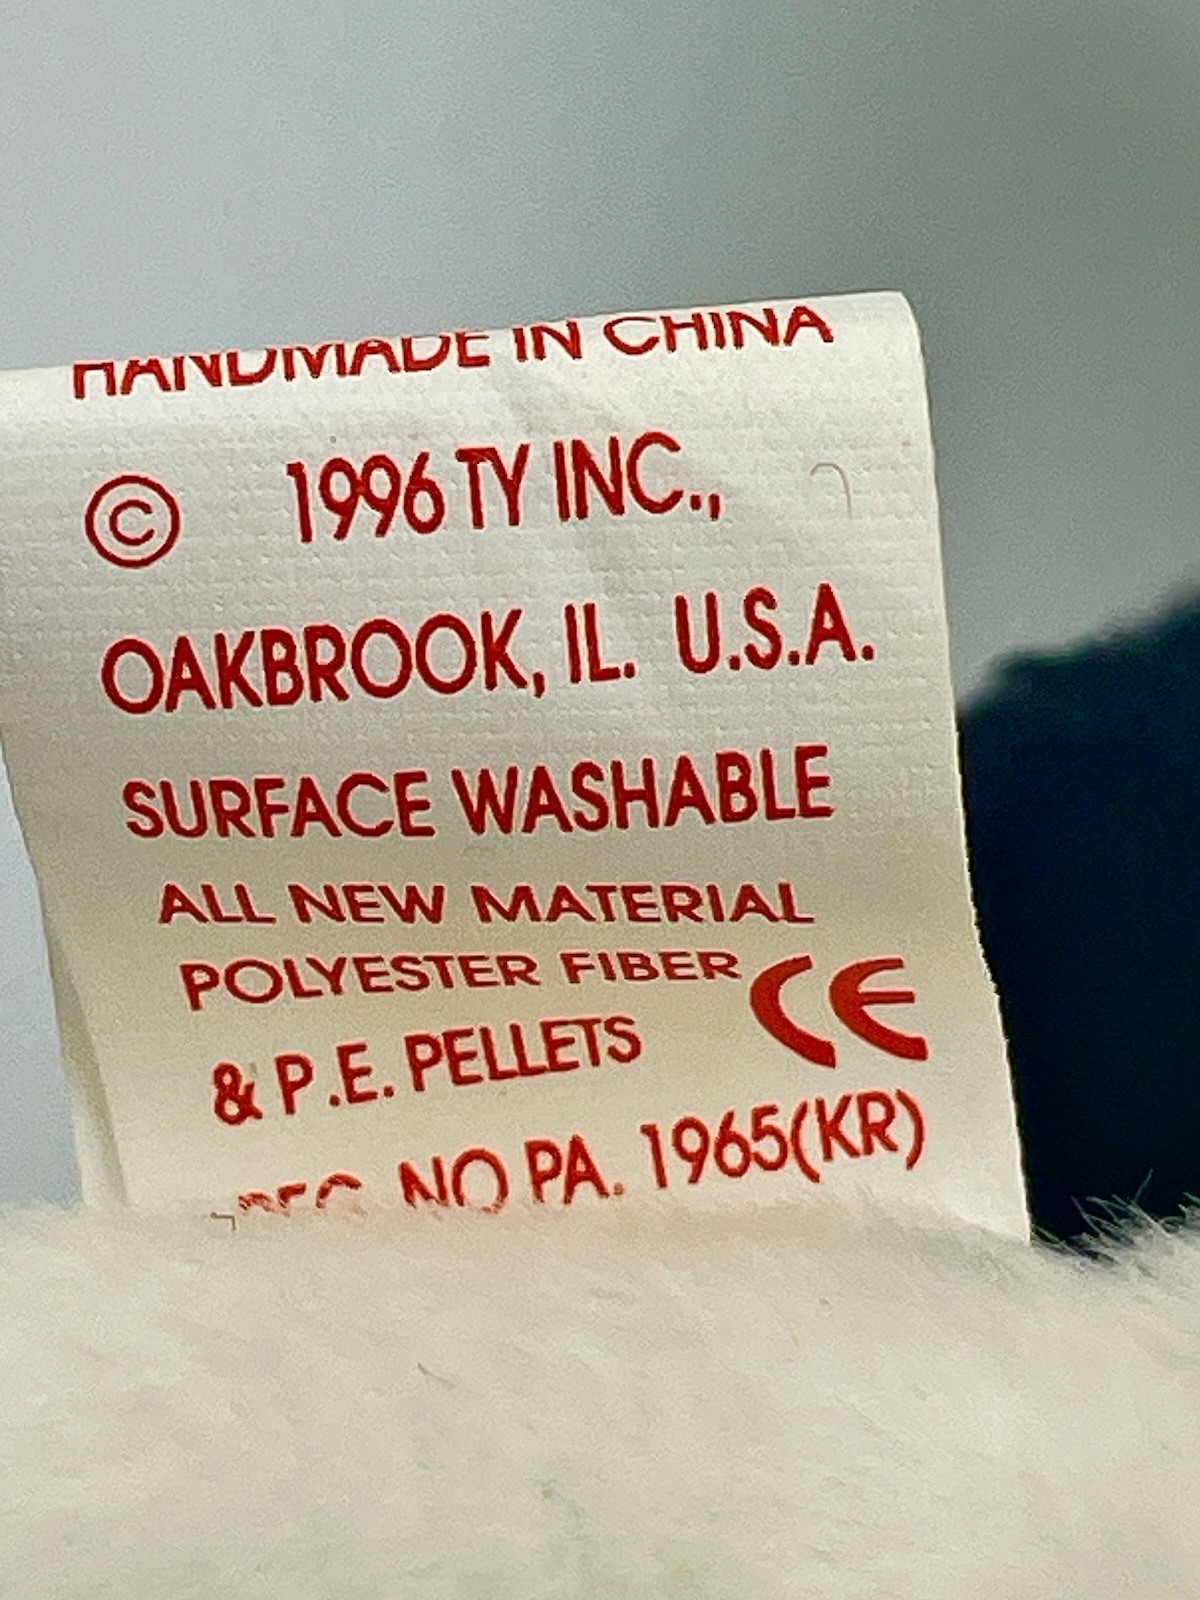 HANDMADE IN CHINA
© 1996 TY INC.,
OAKBROOK, IL. U.S.A.
SURFACE WASHABLE
ALL NEW MATERIAL
POLYESTER FIBER CE
& P.E. PELLETS
REG. NO PA. 1965(KR)